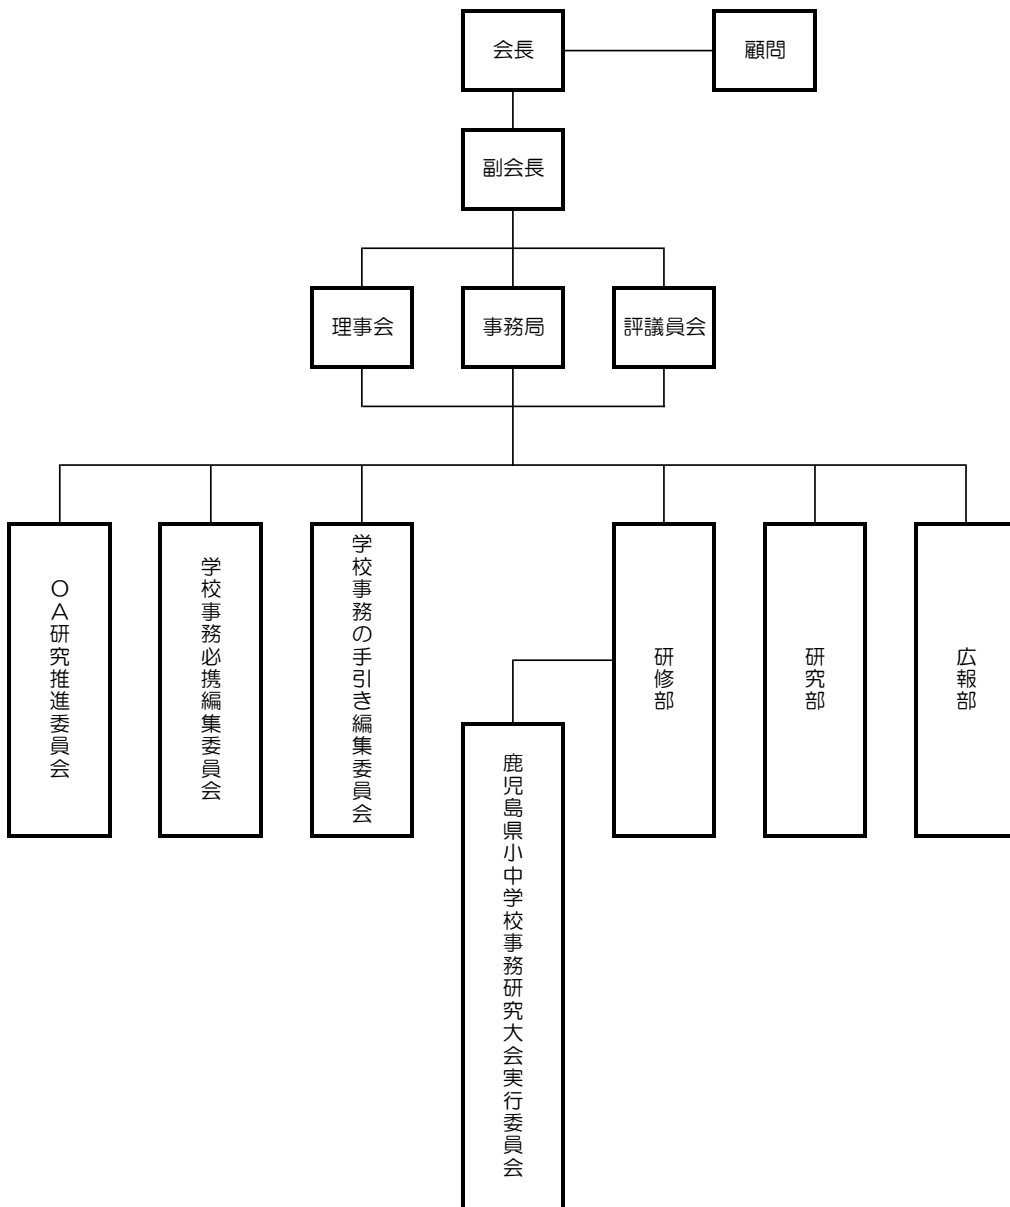 会長
顧問
副会長
理事会
事務局
評議員会
OA研究推進委員会
学校事務必携編集委員会
学校事務の手引き編集委員会
研修部
研究部
広報部
鹿児島県小中学校事務研究大会実行委員会